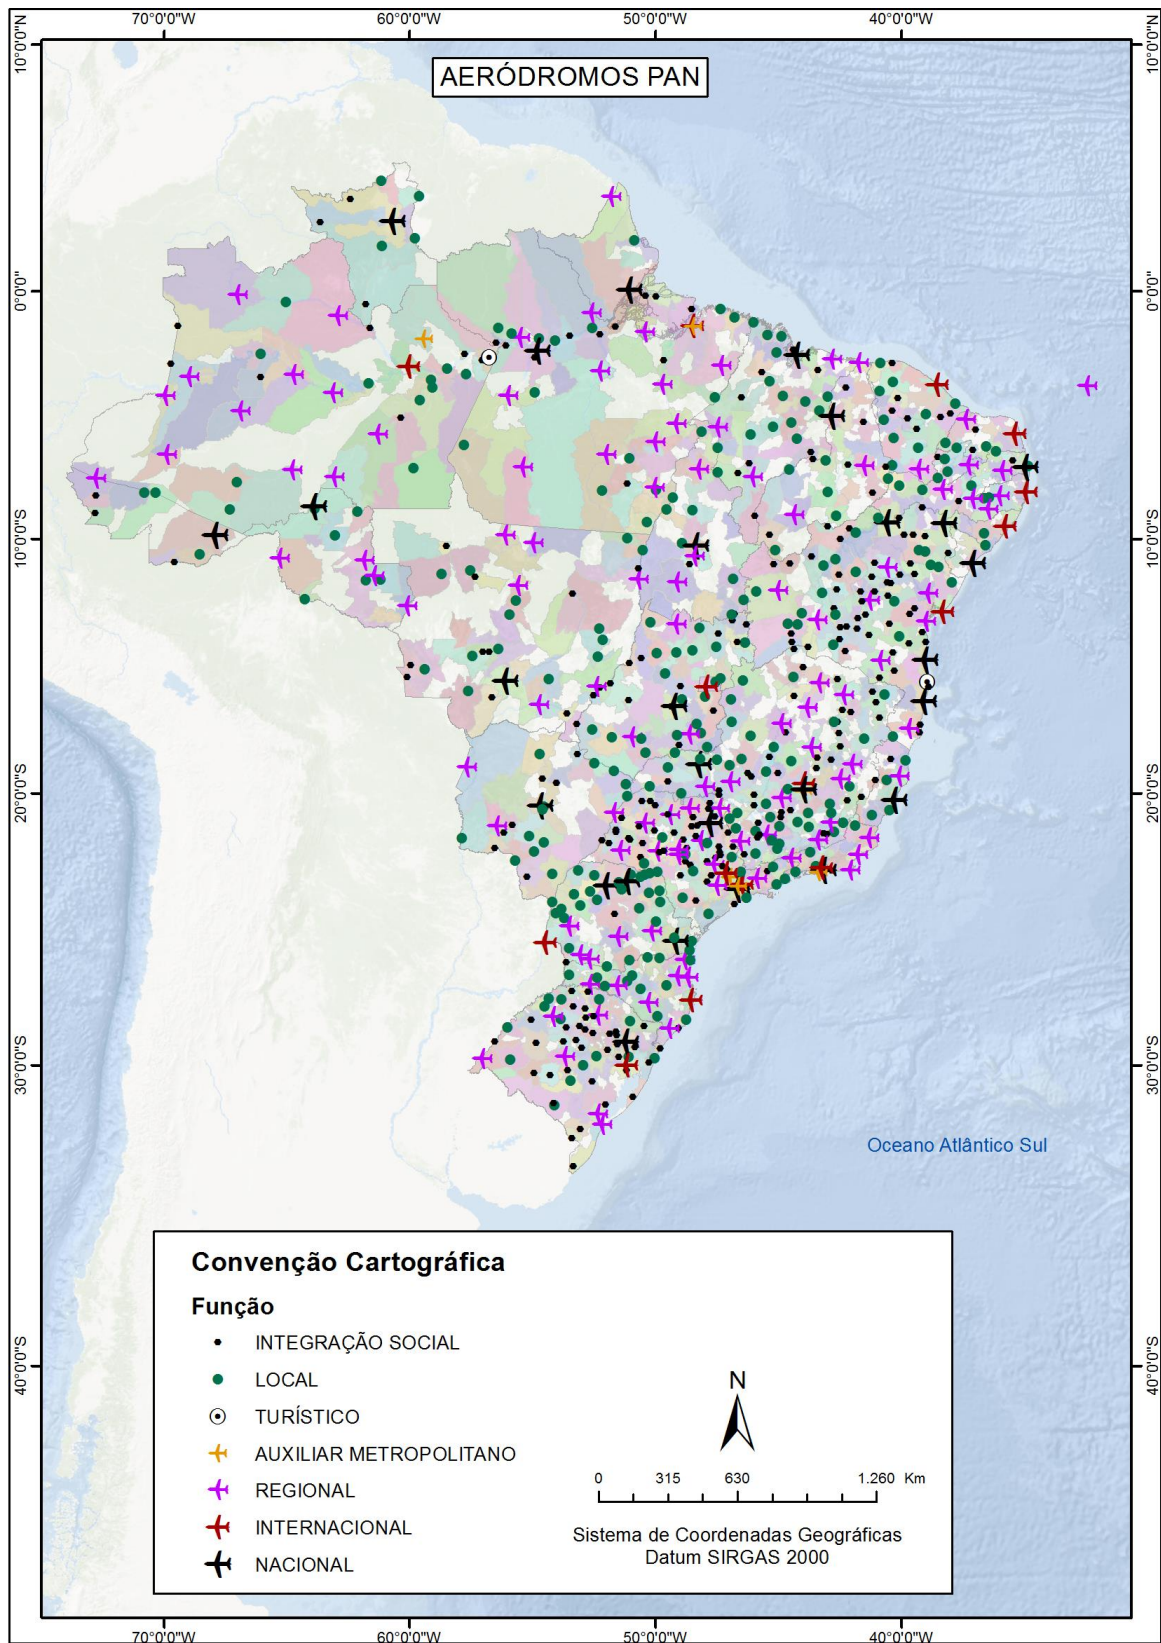 70°0'0"W 60°0'0"W 50°0'0"W 40°0'0"W
10°0'0"N
10°0'0"N
AERÓDROMOS PAN
0°0'0"
0°0'0"
10°0'0"S
10°0'0"S
20°0'0"S
20°0'0"S
30°0'0"S
30°0'0"S
Oceano Atlântico Sul
40°0'0"S
40°0'0"S
Convenção Cartográfica
Função
INTEGRAÇÃO SOCIAL
LOCAL
TURÍSTICO
AUXILIAR METROPOLITANO
REGIONAL
INTERNACIONAL
NACIONAL
N
0 315 630 1.260 Km
Sistema de Coordenadas Geográficas
Datum SIRGAS 2000
70°0'0"W 60°0'0"W 50°0'0"W 40°0'0"W